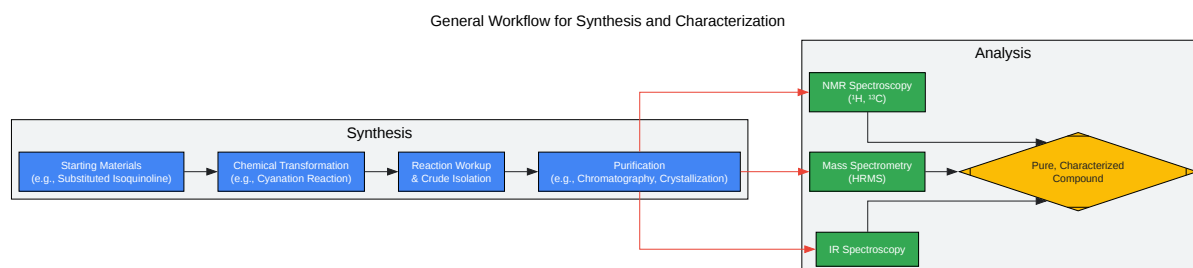 General Workflow for Synthesis and Characterization
Synthesis
Starting Materials
(e.g., Substituted Isoquinoline)
Chemical Transformation
(e.g., Cyanation Reaction)
Reaction Workup
& Crude Isolation
Purification
(e.g., Chromatography, Crystallization)
Analysis
NMR Spectroscopy
(¹H, ¹³C)
Mass Spectrometry
(HRMS)
IR Spectroscopy
Pure, Characterized
Compound